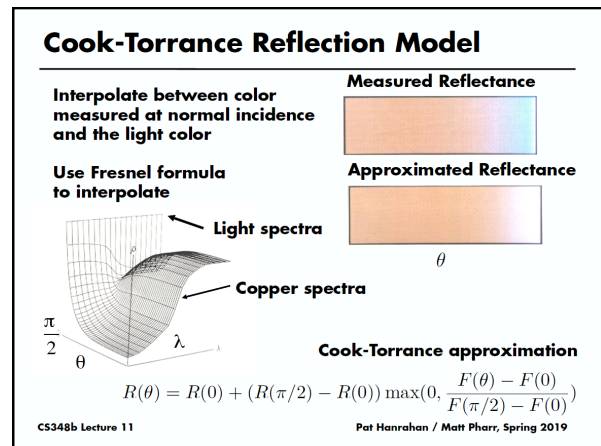 Cook-Torrance Reflection Model
Interpolate between color
measured at normal incidence
and the light color
Measured Reflectance
Use Fresnel formula
to interpolate
Approximated Reflectance
θ
Light spectra
ρ
Copper spectra
π
2
θ
λ
λ
Cook-Torrance approximation
R(θ) = R(0) + (R(π/2) − R(0)) max(0, \frac{F(θ) − F(0)}{F(π/2) − F(0)})
CS348b Lecture 11
Pat Hanrahan / Matt Pharr, Spring 2019